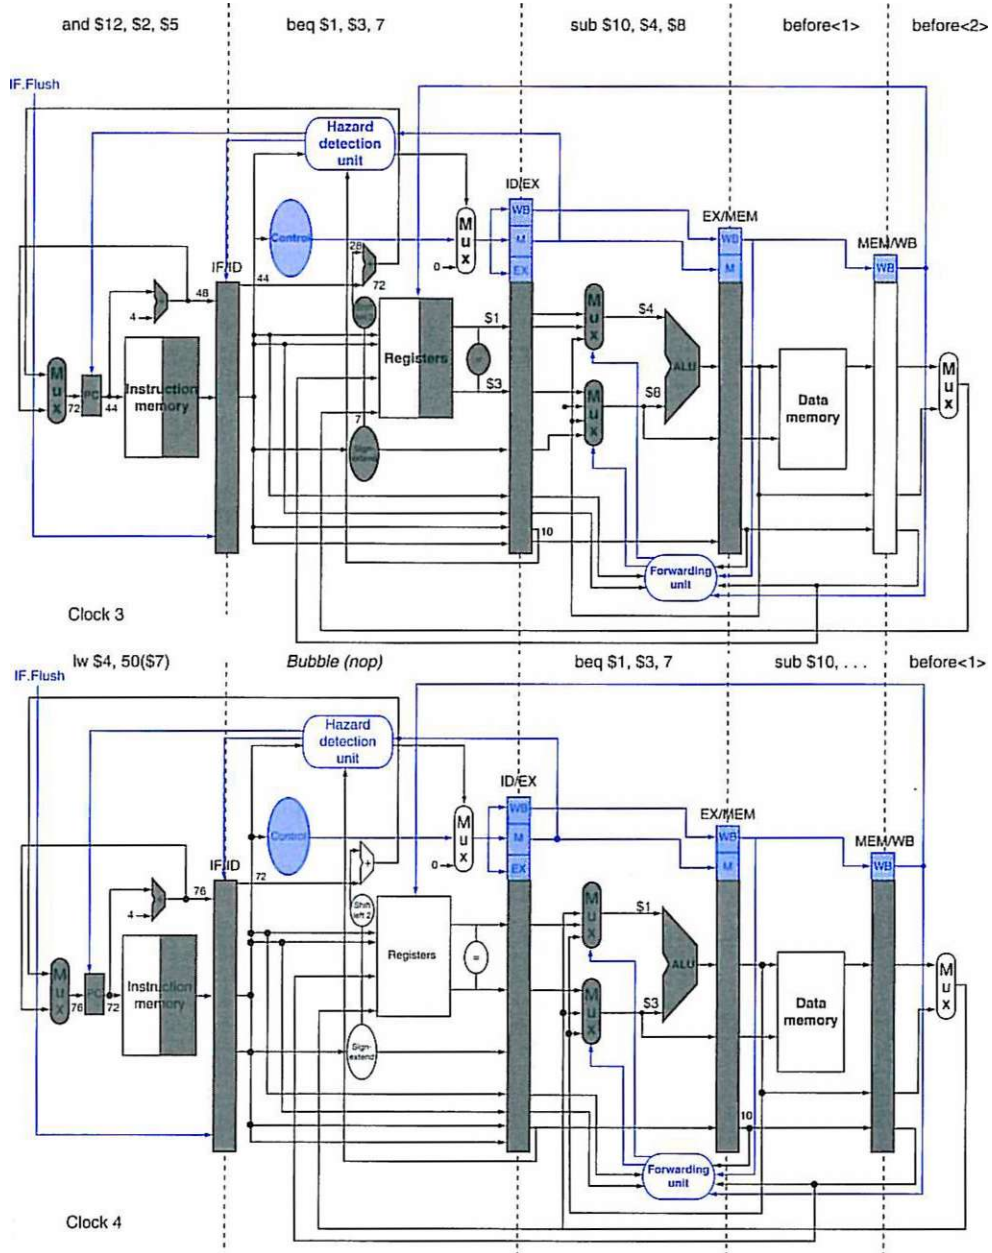 and $12, $2, $5
beq $1, $3, 7
sub $10, $4, $8
before<1>
before<2>
IF.Flush
Hazard
detection
unit
ID/EX
WB
EX/MEM
M
u
x
Control
M
WB
MEM/WB
28
0
EX
M
WB
IF/ID
44
72
48
4
$1
M
u
x
$4
Registers
ALU
M
u
x
PC
Instruction
memory
=
M
u
x
72
44
$3
M
u
x
$8
Data
memory
7
Sign-
extend
10
Forwarding
unit
Clock 3
lw $4, 50($7)
Bubble (nop)
beq $1, $3, 7
sub $10, . . .
before<1>
IF.Flush
Hazard
detection
unit
ID/EX
WB
EX/MEM
M
u
x
Control
M
WB
MEM/WB
+
0
EX
M
WB
IF/ID
72
76
4
Shift
left 2
M
u
x
$1
Registers
ALU
M
u
x
PC
Instruction
memory
=
M
u
x
76
72
M
u
x
$3
Data
memory
Sign-
extend
10
Forwarding
unit
Clock 4